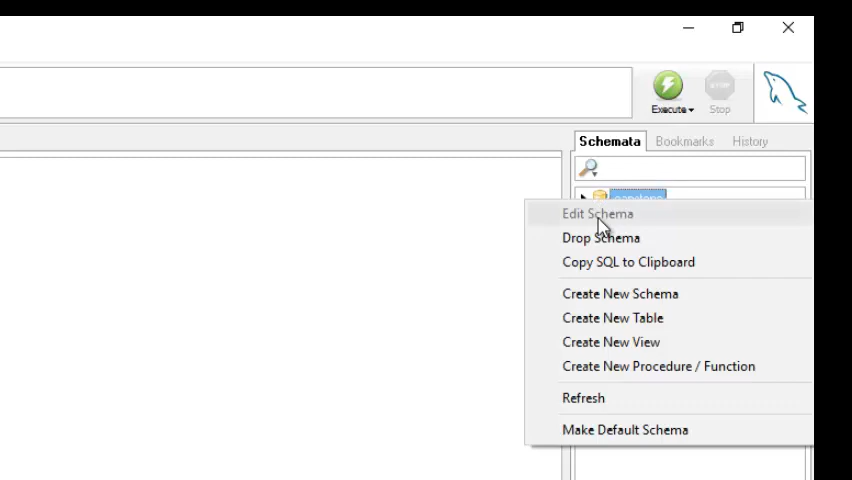 Execute
Stop
Schemata
Bookmarks
History
Edit Schema
Drop Schema
Copy SQL to Clipboard
Create New Schema
Create New Table
Create New View
Create New Procedure / Function
Refresh
Make Default Schema